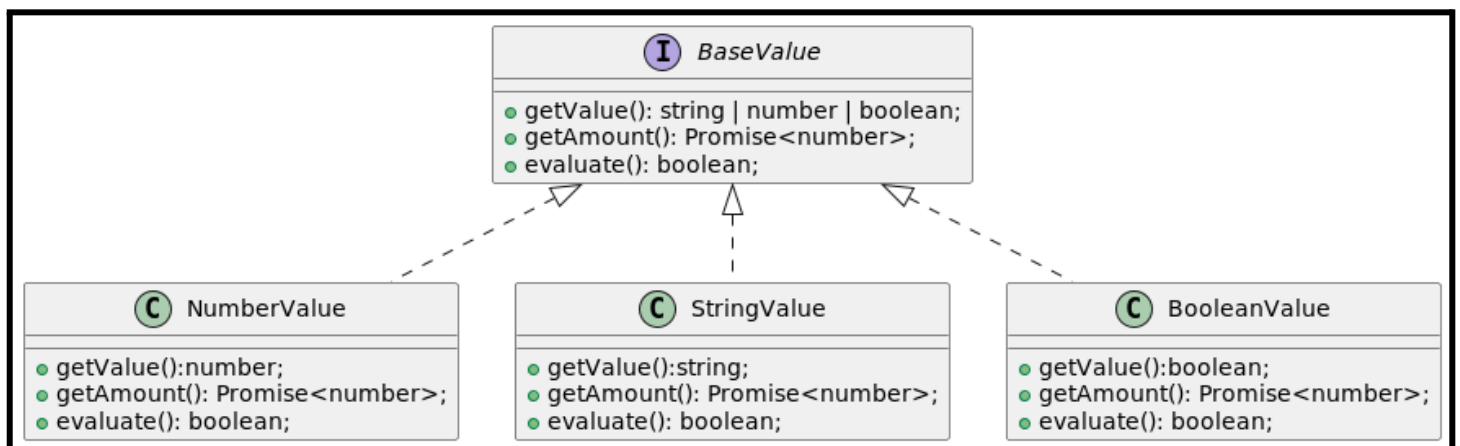 I BaseValue
getValue(): string | number | boolean;
getAmount(): Promise<number>;
evaluate(): boolean;
C NumberValue
getValue():number;
getAmount(): Promise<number>;
evaluate(): boolean;
C StringValue
getValue():string;
getAmount(): Promise<number>;
evaluate(): boolean;
C BooleanValue
getValue():boolean;
getAmount(): Promise<number>;
evaluate(): boolean;